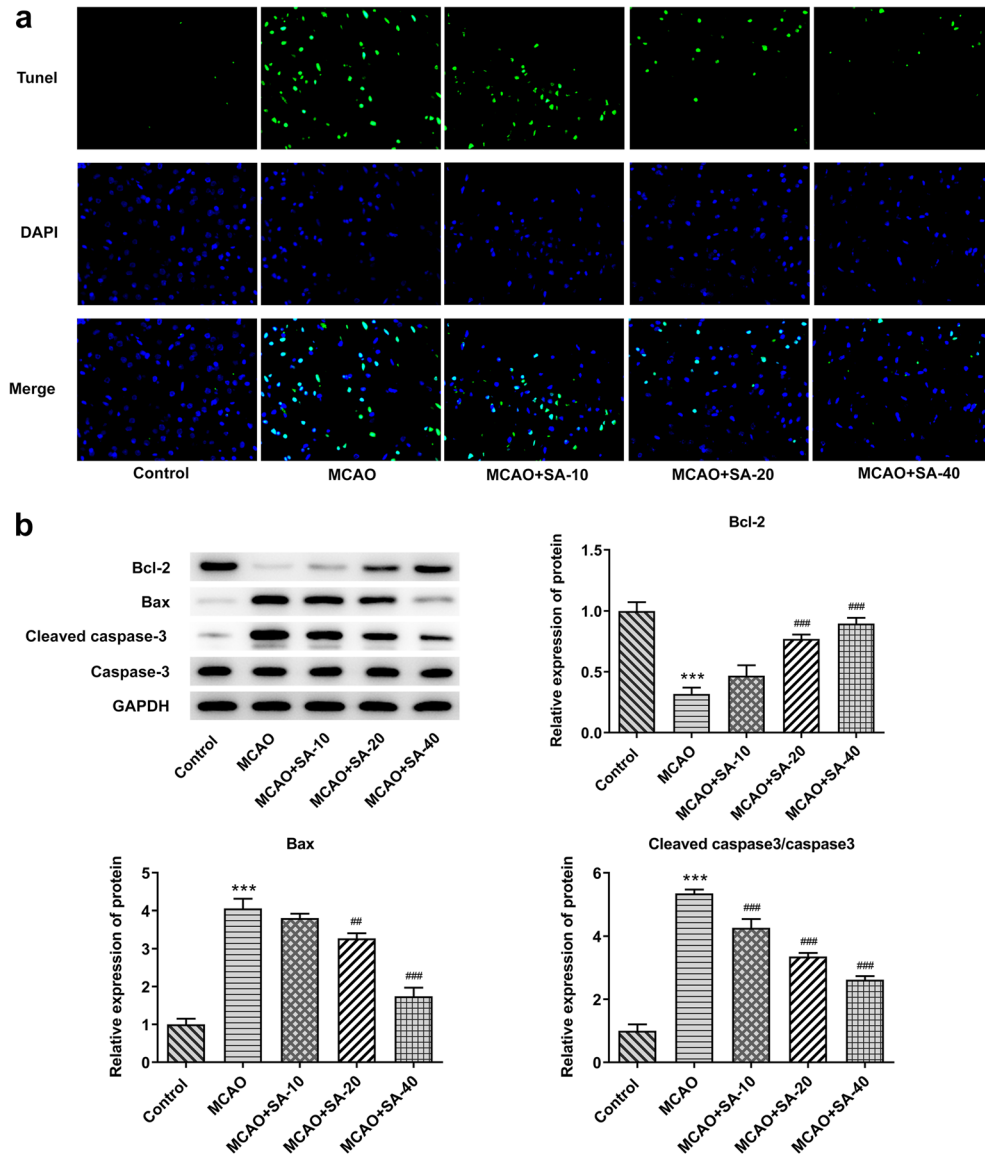 a
Tunel
DAPI
Merge
Control MCAO MCAO+SA-10 MCAO+SA-20 MCAO+SA-40
b
Bcl-2
Bax
Cleaved caspase-3
Caspase-3
GAPDH
Control MCAO MCAO+SA-10 MCAO+SA-20 MCAO+SA-40
Bcl-2
Relative expression of protein
1.5
1.0
0.5
0.0
*** ### ###
Control MCAO MCAO+SA-10 MCAO+SA-20 MCAO+SA-40
Bax
Relative expression of protein
5
4
3
2
1
0
*** ## ###
Control MCAO MCAO+SA-10 MCAO+SA-20 MCAO+SA-40
Cleaved caspase3/caspase3
Relative expression of protein
6
4
2
0
*** ### ### ###
Control MCAO MCAO+SA-10 MCAO+SA-20 MCAO+SA-40